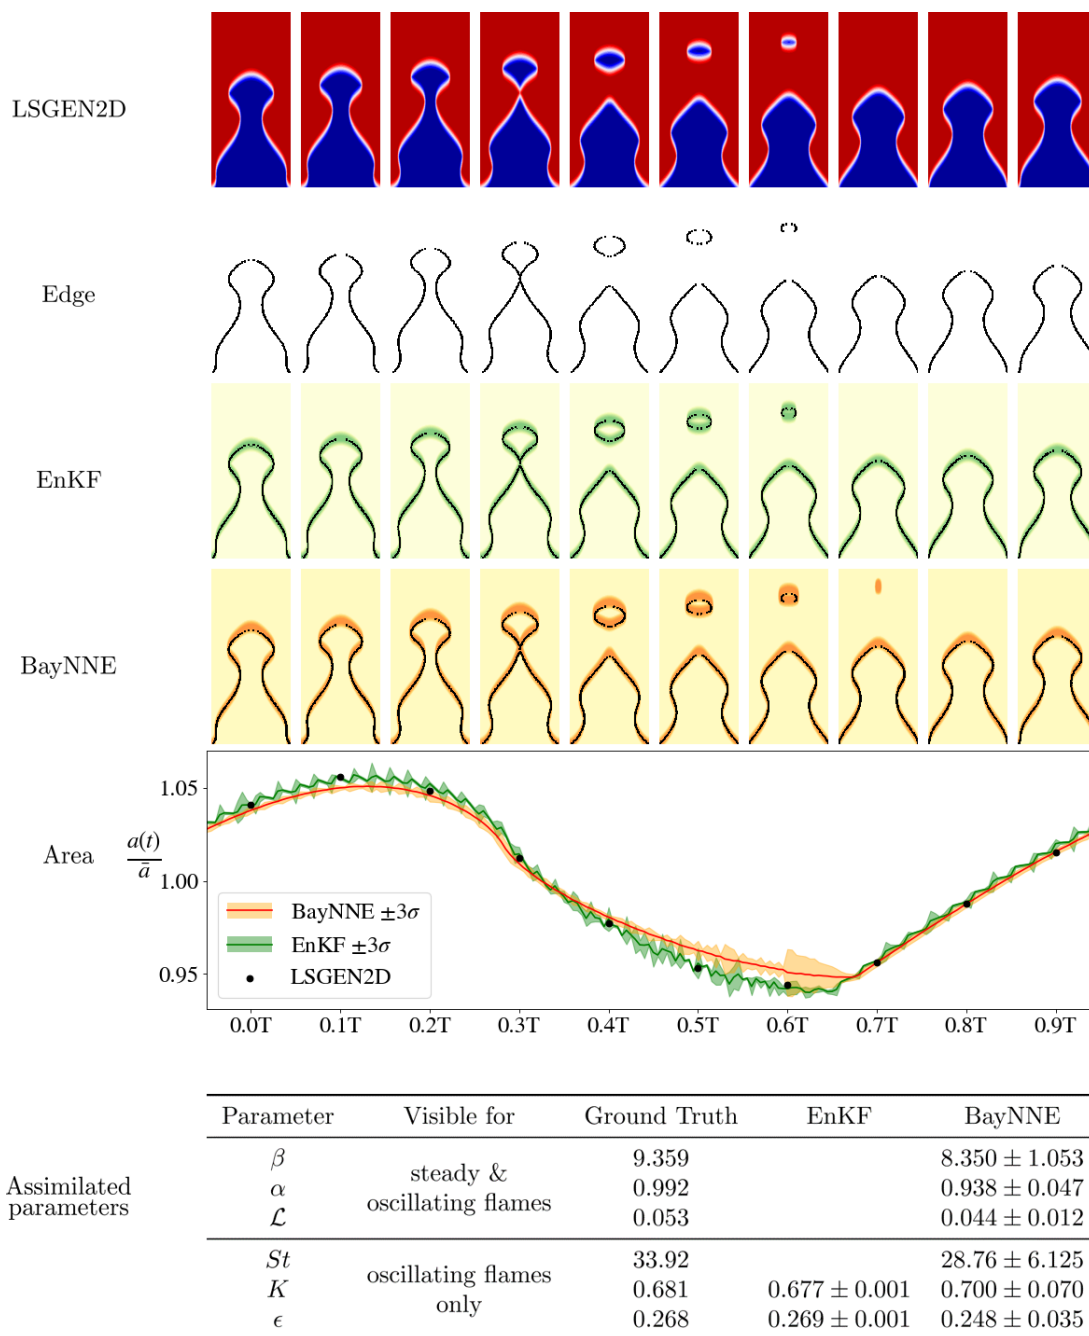 LSGEN2D
Edge
EnKF
BayNNE
Area
a(t)
ā
1.05
1.00
0.95
BayNNE ±3σ
EnKF ±3σ
LSGEN2D
0.0T 0.1T 0.2T 0.3T 0.4T 0.5T 0.6T 0.7T 0.8T 0.9T
Assimilated
parameters
Parameter Visible for Ground Truth EnKF BayNNE
β steady & 9.359 8.350 ± 1.053
α oscillating flames 0.992 0.938 ± 0.047
ℒ 0.053 0.044 ± 0.012
St oscillating flames 33.92 28.76 ± 6.125
K only 0.681 0.677 ± 0.001 0.700 ± 0.070
ϵ 0.268 0.269 ± 0.001 0.248 ± 0.035